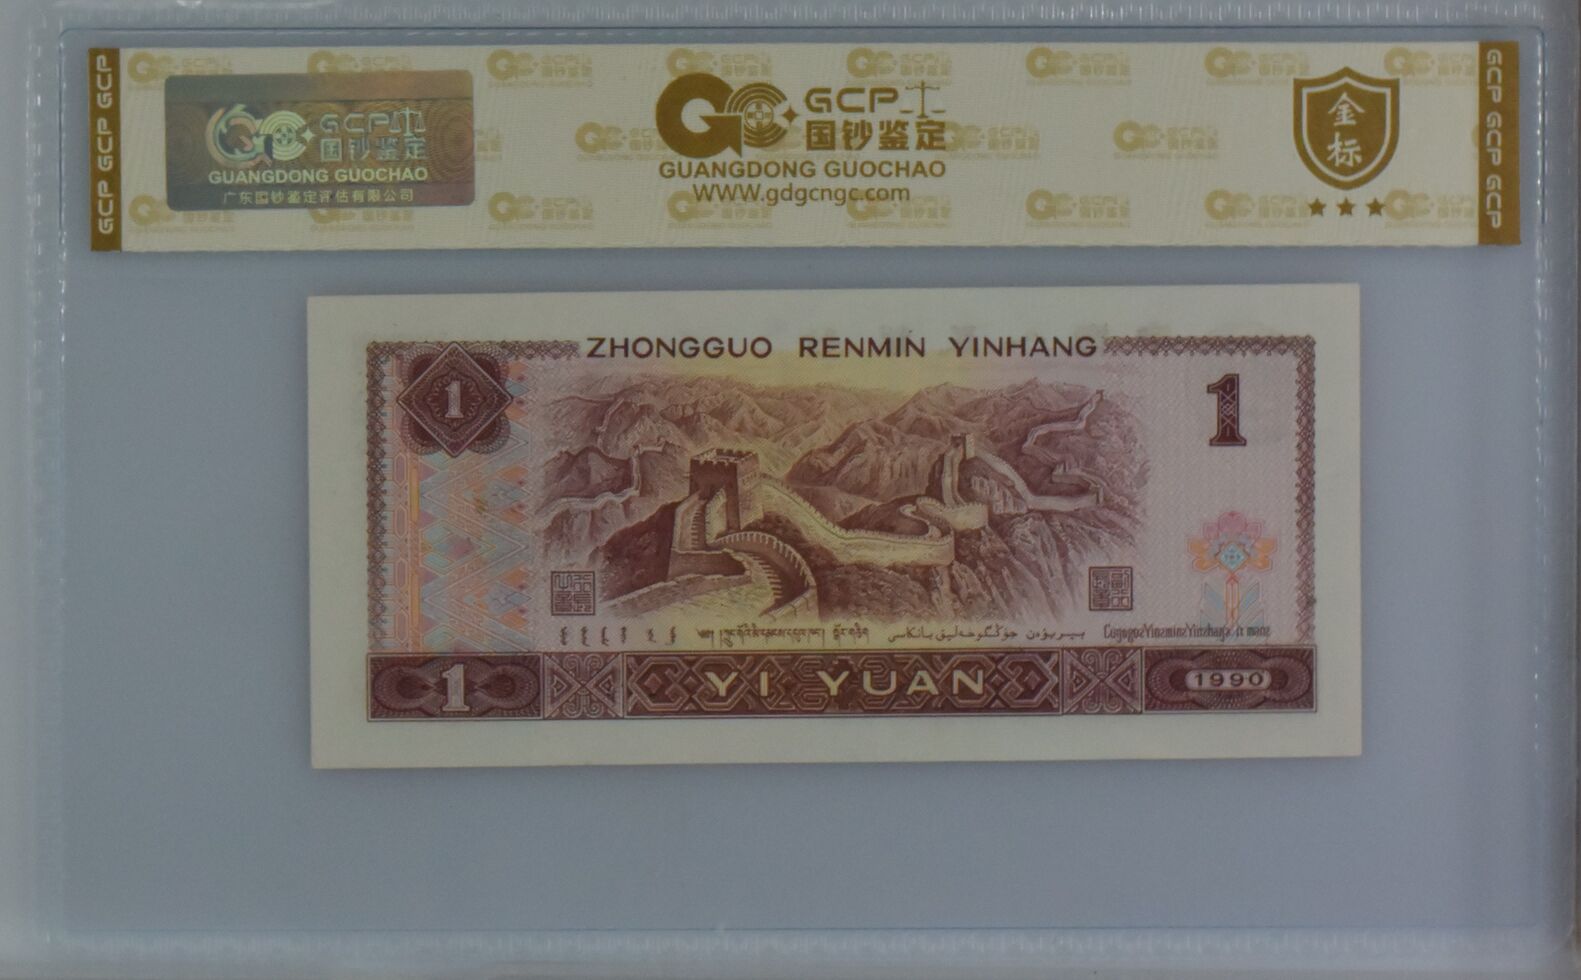 GCP 国钞鉴定
GUANGDONG GUOCHAO
广东国钞鉴定评估有限公司
GCP
国钞鉴定
GUANGDONG GUOCHAO
WWW.gdgcngc.com
金
标
GCP GCP GCP
GCP GCP GCP
ZHONGGUO RENMIN YINHANG
1
1
1
YI YUAN
1990